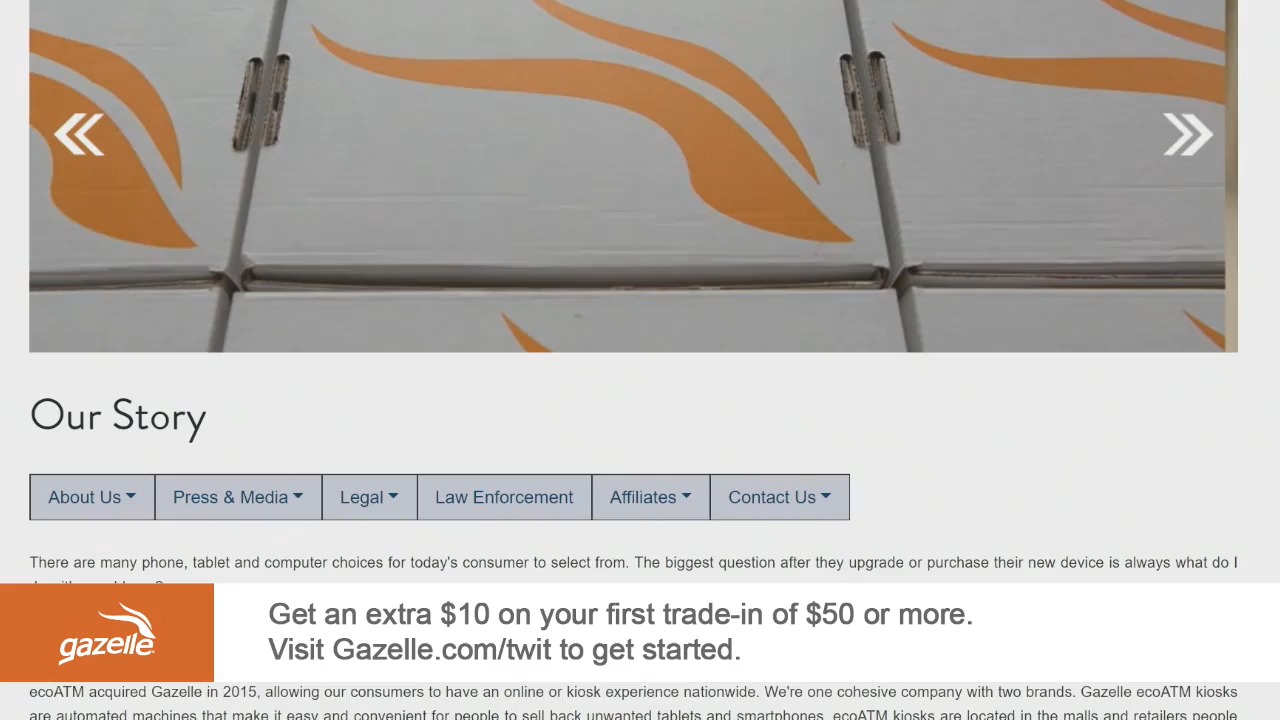 Our Story
About Us
Press & Media
Legal
Law Enforcement
Affiliates
Contact Us
There are many phone, tablet and computer choices for today's consumer to select from. The biggest question after they upgrade or purchase their new device is always what do I
gazelle
Get an extra $10 on your first trade-in of $50 or more.
Visit Gazelle.com/twit to get started.
ecoATM acquired Gazelle in 2015, allowing our consumers to have an online or kiosk experience nationwide. We're one cohesive company with two brands. Gazelle ecoATM kiosks
are automated machines that make it easy and convenient for people to sell back unwanted tablets and smartphones. ecoATM kiosks are located in the malls and retailers people